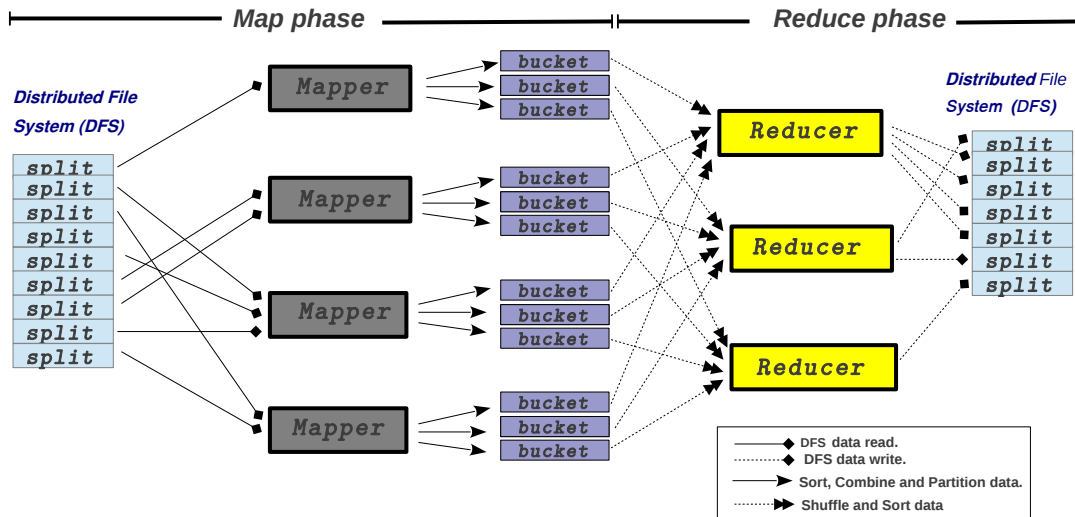 Map phase
Reduce phase
Distributed File
System (DFS)
split
split
split
split
split
split
split
split
split
Mapper
Mapper
Mapper
Mapper
bucket
bucket
bucket
bucket
bucket
bucket
bucket
bucket
bucket
bucket
bucket
bucket
Reducer
Reducer
Reducer
Distributed File
System (DFS)
split
split
split
split
split
split
split
DFS data read.
DFS data write.
Sort, Combine and Partition data.
Shuffle and Sort data